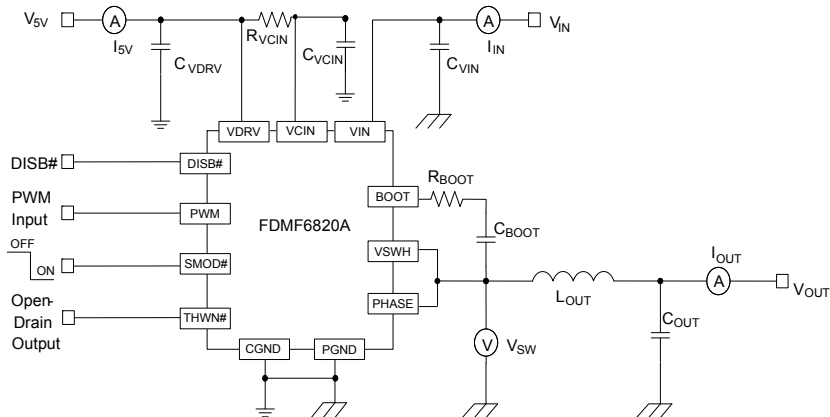 V5V
A
I5V
CVDRV
RVCIN
CVCIN
CVIN
A
IIN
VIN
VDRV
VCIN
VIN
DISB#
DISB#
PWM
Input
PWM
OFF
ON
SMOD#
Open-
Drain
Output
THWN#
FDMF6820A
BOOT
RBOOT
CBOOT
VSWH
PHASE
CGND
PGND
V
VSW
LOUT
COUT
IOUT
A
VOUT